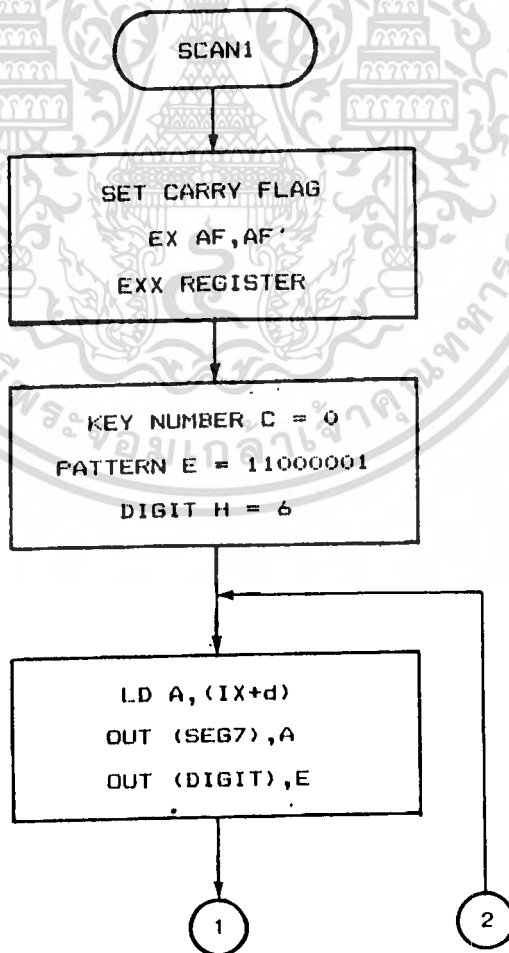 SCAN1
SET CARRY FLAG
EX AF,AF'
EXX REGISTER
KEY NUMBER C = 0
PATTERN E = 11000001
DIGIT H = 6
LD A,(IX+d)
OUT (SEG7),A
OUT (DIGIT),E
1
2